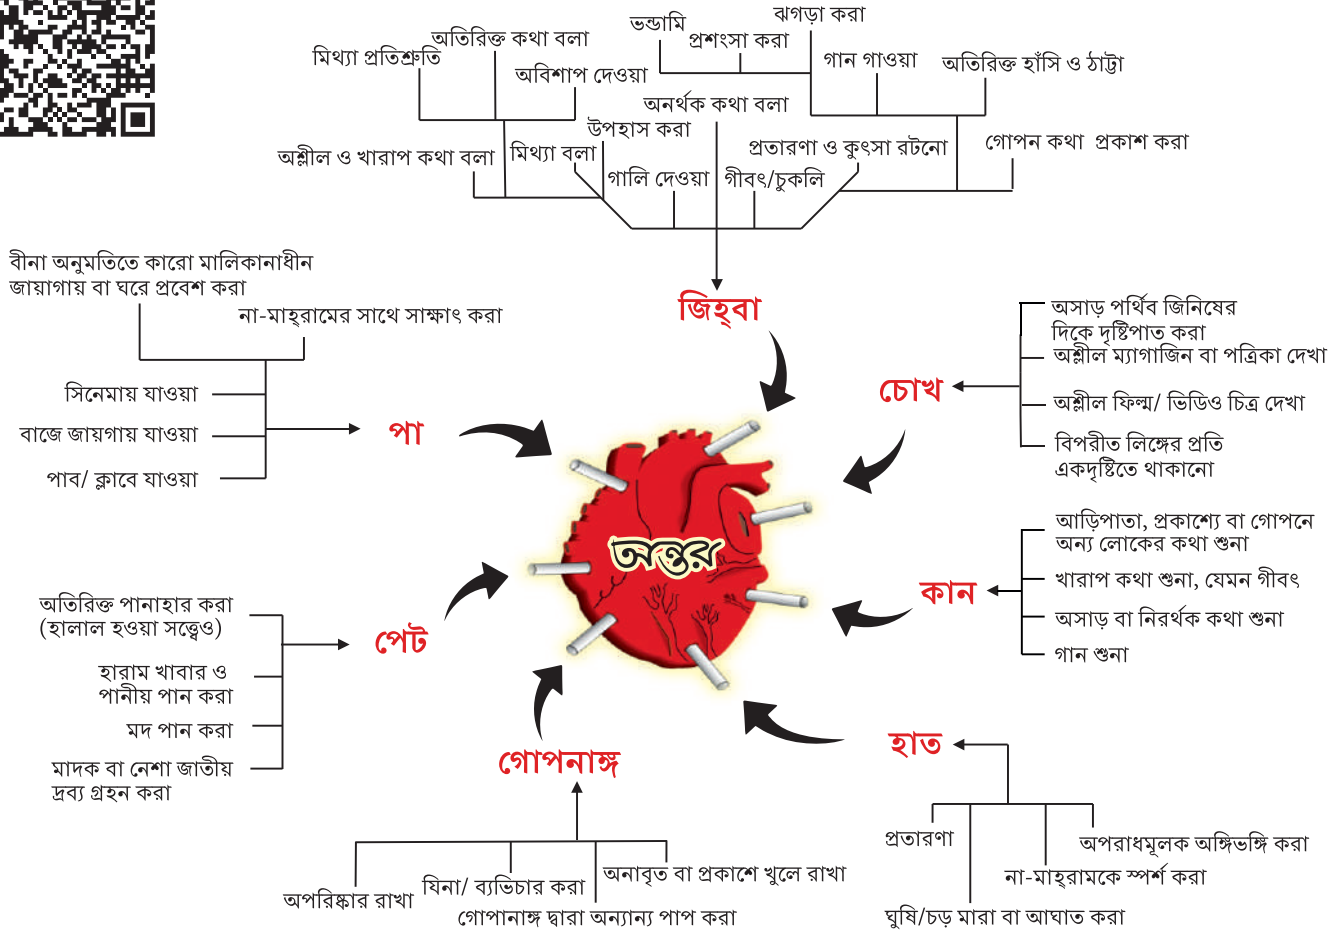 ভন্ডামি
ঝগড়া করা
প্রশংসা করা
মিথ্যা প্রতিশ্রুতি
অতিরিক্ত কথা বলা
অবিশাপ দেওয়া
গান গাওয়া
অতিরিক্ত হাঁসি ও ঠাট্টা
অনর্থক কথা বলা
উপহাস করা
অশ্লীল ও খারাপ কথা বলা
মিথ্যা বলা
গালি দেওয়া
গীবৎ/চুকলি
প্রতারণা ও কুৎসা রটনো
গোপন কথা প্রকাশ করা
জিহ্বা
বীনা অনুমতিতে কারো মালিকানাধীন
জায়াগায় বা ঘরে প্রবেশ করা
না-মাহ্রামের সাথে সাক্ষাৎ করা
সিনেমায় যাওয়া
বাজে জায়গায় যাওয়া
পাব/ ক্লাবে যাওয়া
পা
চোখ
অসাড় পর্থিব জিনিষের
দিকে দৃষ্টিপাত করা
অশ্লীল ম্যাগাজিন বা পত্রিকা দেখা
অশ্লীল ফিল্ম/ ভিডিও চিত্র দেখা
বিপরীত লিঙ্গের প্রতি
একদৃষ্টিতে থাকানো
অন্তর
কান
আড়িপাতা, প্রকাশ্যে বা গোপনে
অন্য লোকের কথা শুনা
খারাপ কথা শুনা, যেমন গীবৎ
অসাড় বা নিরর্থক কথা শুনা
গান শুনা
অতিরিক্ত পানাহার করা
(হালাল হওয়া সত্ত্বেও)
হারাম খাবার ও
পানীয় পান করা
মদ পান করা
মাদক বা নেশা জাতীয়
দ্রব্য গ্রহন করা
পেট
গোপনাঙ্গ
অপরিষ্কার রাখা
যিনা/ ব্যভিচার করা
গোপানাঙ্গ দ্বারা অন্যান্য পাপ করা
অনাবৃত বা প্রকাশে খুলে রাখা
হাত
প্রতারণা
অপরাধমূলক অঙ্গিভঙ্গি করা
না-মাহ্রামকে স্পর্শ করা
ঘুষি/চড় মারা বা আঘাত করা